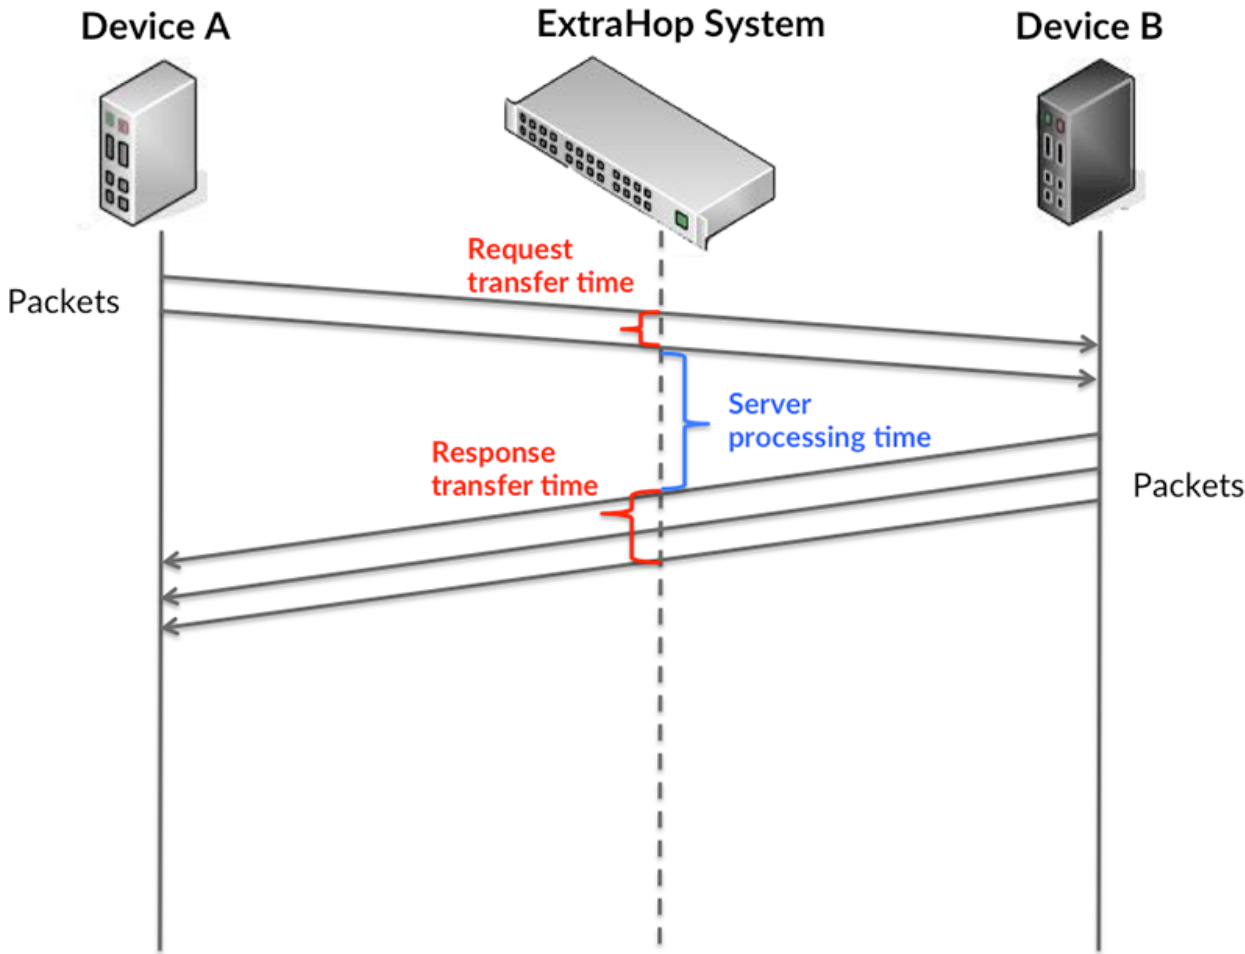 Device A
ExtraHop System
Device B
Request
transfer time
Packets
Server
processing time
Response
transfer time
Packets